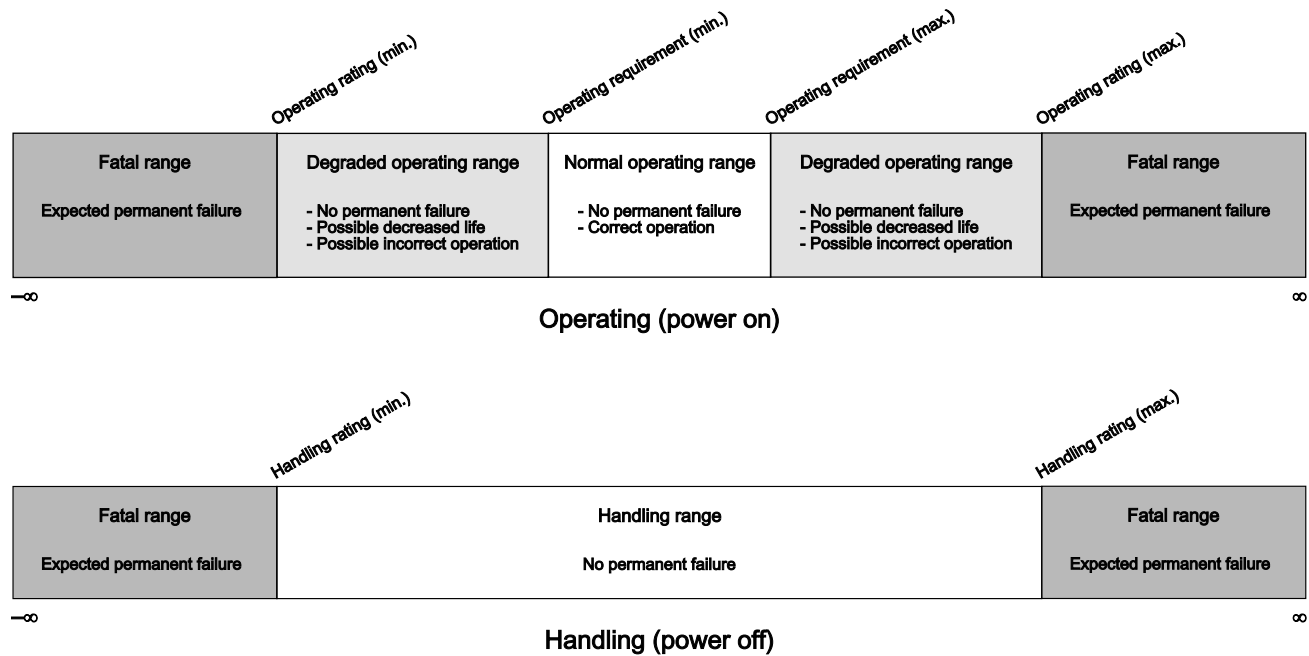 Operating rating (min.)
Operating requirement (min.)
Operating requirement (max.)
Operating rating (max.)
Fatal range
Expected permanent failure
Degraded operating range
- No permanent failure
- Possible decreased life
- Possible incorrect operation
Normal operating range
- No permanent failure
- Correct operation
Degraded operating range
- No permanent failure
- Possible decreased life
- Possible incorrect operation
Fatal range
Expected permanent failure
–∞
∞
Operating (power on)
Handling rating (min.)
Handling rating (max.)
Fatal range
Expected permanent failure
Handling range
No permanent failure
Fatal range
Expected permanent failure
–∞
∞
Handling (power off)